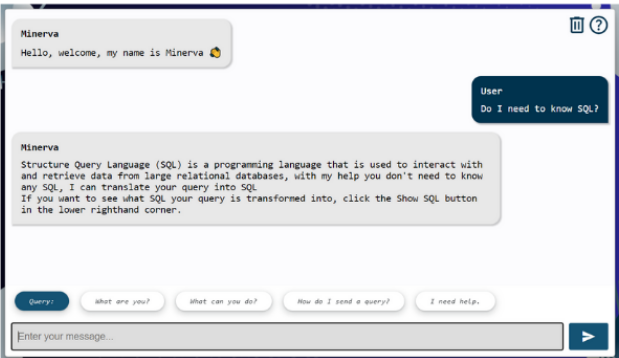 Minerva
Hello, welcome, my name is Minerva
User
Do I need to know SQL?
Minerva
Structure Query Language (SQL) is a programming language that is used to interact with
and retrieve data from large relational databases, with my help you don't need to know
any SQL, I can translate your query into SQL
If you want to see what SQL your query is transformed into, click the Show SQL button
in the lower righthand corner.
Query:
What are you?
What can you do?
How do I send a query?
I need help.
Enter your message...